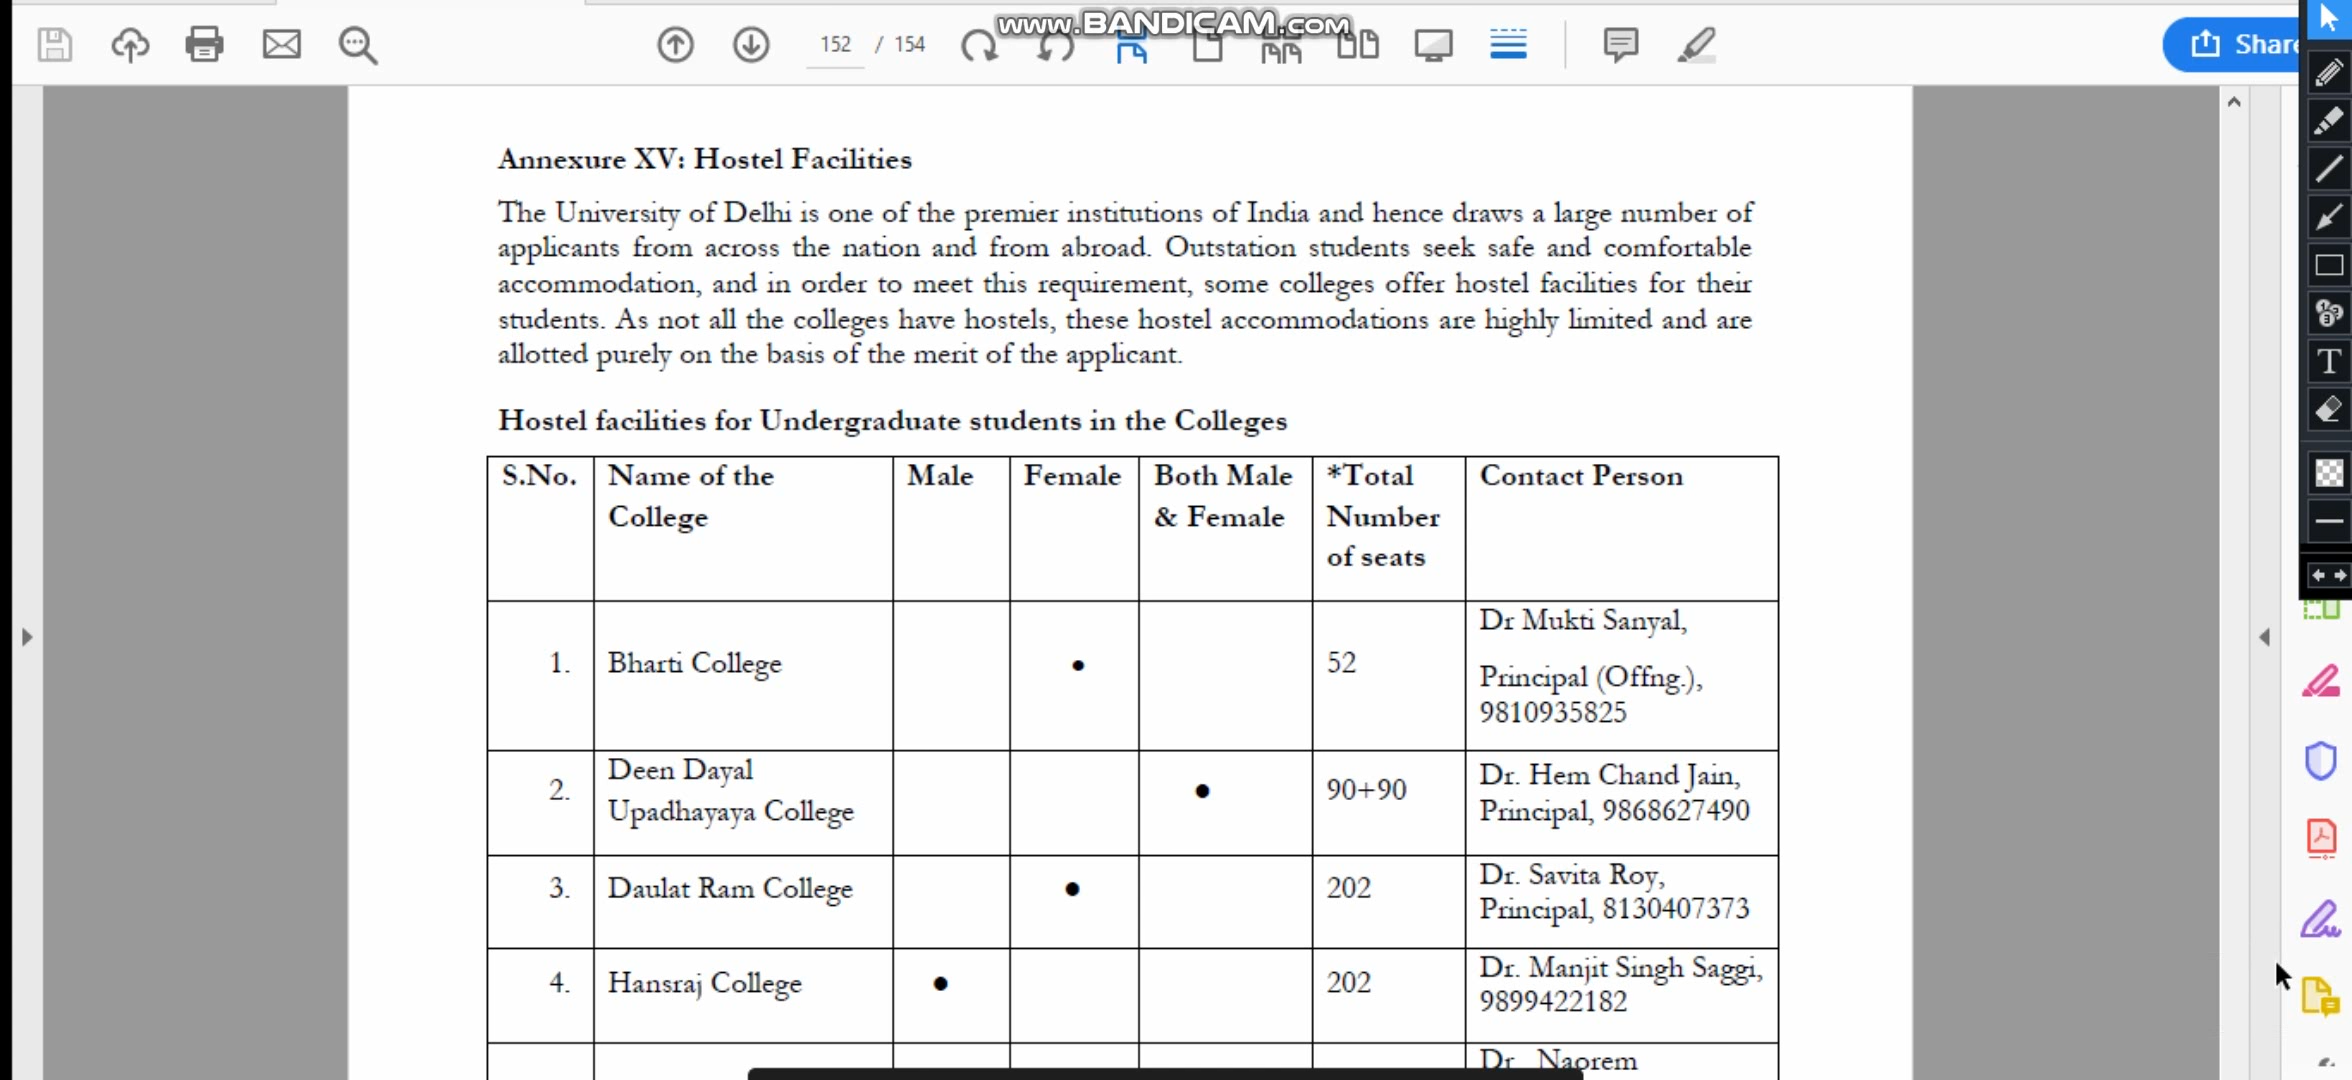 www.BANDICAM.com
152 / 154
Share
Annexure XV: Hostel Facilities
The University of Delhi is one of the premier institutions of India and hence draws a large number of
applicants from across the nation and from abroad. Outstation students seek safe and comfortable
accommodation, and in order to meet this requirement, some colleges offer hostel facilities for their
students. As not all the colleges have hostels, these hostel accommodations are highly limited and are
allotted purely on the basis of the merit of the applicant.
Hostel facilities for Undergraduate students in the Colleges
S.No. Name of the College Male Female Both Male & Female *Total Number of seats Contact Person
1. Bharti College • 52 Dr Mukti Sanyal,
Principal (Offng.),
9810935825
2. Deen Dayal Upadhayaya College • 90+90 Dr. Hem Chand Jain,
Principal, 9868627490
3. Daulat Ram College • 202 Dr. Savita Roy,
Principal, 8130407373
4. Hansraj College • 202 Dr. Manjit Singh Saggi,
9899422182
Dr. Naorem